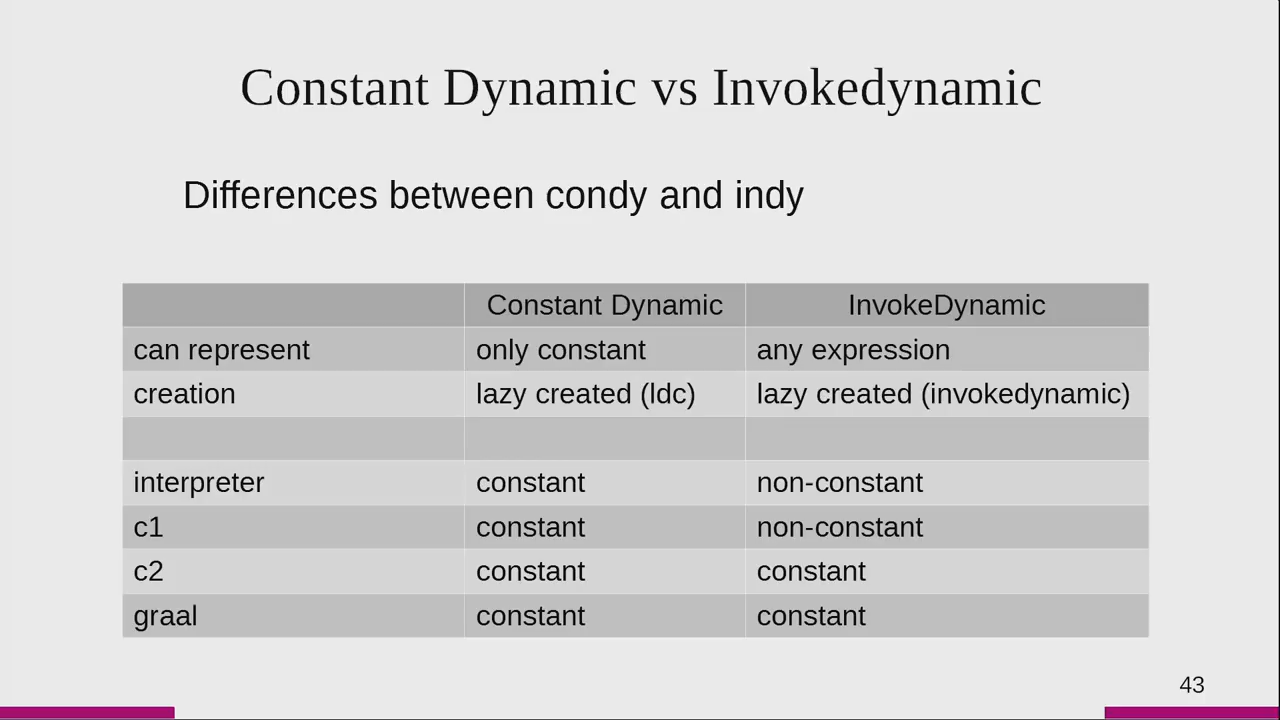 Constant Dynamic vs Invokedynamic
Differences between condy and indy
Constant Dynamic InvokeDynamic
can represent only constant any expression
creation lazy created (ldc) lazy created (invokedynamic)
interpreter constant non-constant
c1 constant non-constant
c2 constant constant
graal constant constant
43